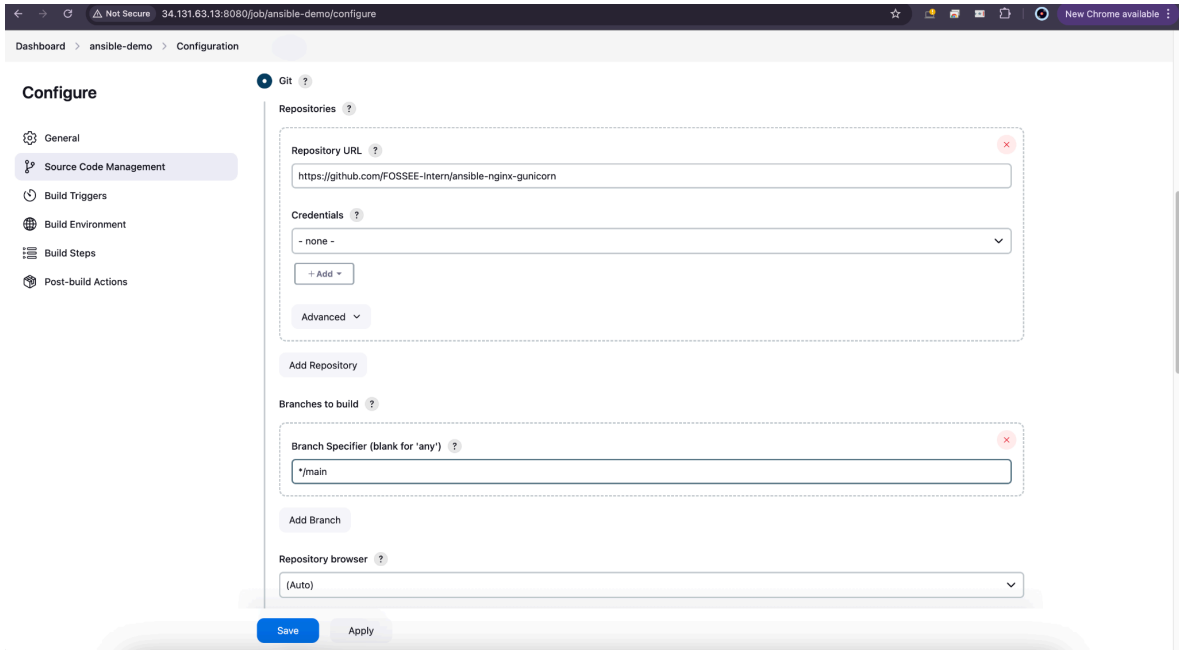 Not Secure 34.131.63.13:8080/job/ansible-demo/configure
New Chrome available
Dashboard > ansible-demo > Configuration
Configure
General
Source Code Management
Build Triggers
Build Environment
Build Steps
Post-build Actions
Git ?
Repositories ?
Repository URL ?
https://github.com/FOSSEE-Intern/ansible-nginx-gunicorn
Credentials ?
- none -
+ Add
Advanced
Add Repository
Branches to build ?
Branch Specifier (blank for 'any') ?
*/main
Add Branch
Repository browser ?
(Auto)
Save Apply